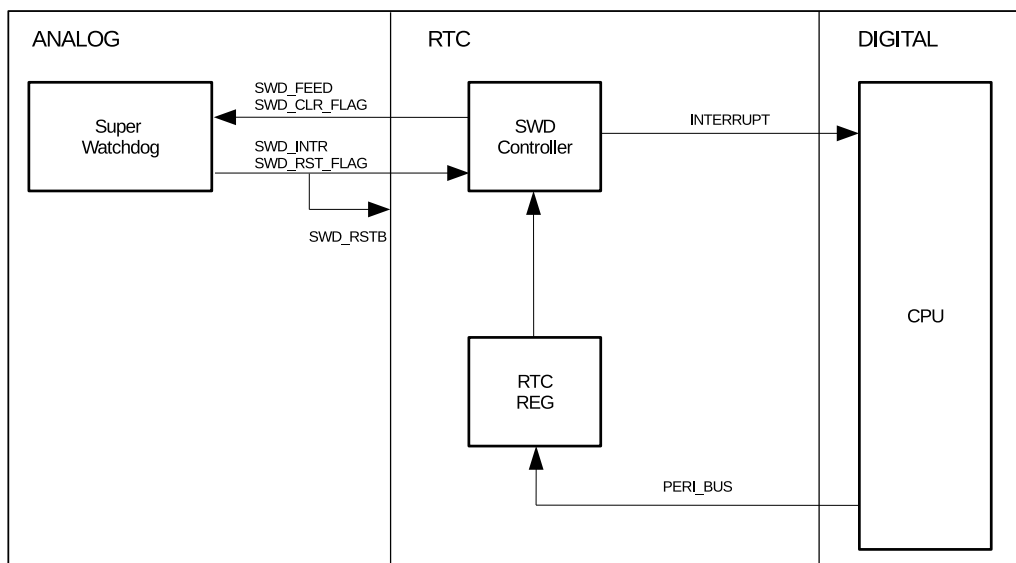 ANALOG
RTC
DIGITAL
Super
Watchdog
SWD_FEED
SWD_CLR_FLAG
SWD_INTR
SWD_RST_FLAG
SWD_RSTB
SWD
Controller
INTERRUPT
CPU
RTC
REG
PERI_BUS